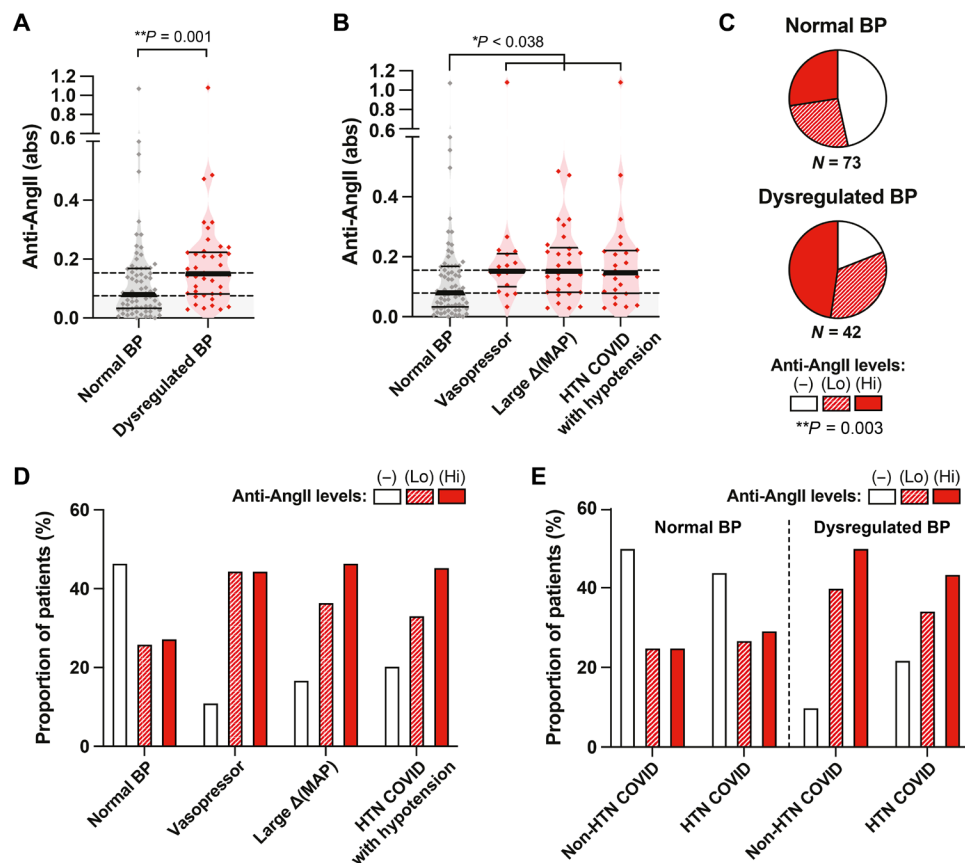 A
**P = 0.001
Anti-AngII (abs)
1.2
1.0
0.8
0.6
0.4
0.2
0.0
Normal BP
Dysregulated BP
B
*P < 0.038
Anti-AngII (abs)
1.2
1.0
0.8
0.6
0.4
0.2
0.0
Normal BP
Vasopressor
Large Δ(MAP)
HTN COVID
with hypotension
C
Normal BP
N = 73
Dysregulated BP
N = 42
Anti-AngII levels:
(–) (Lo) (Hi)
**P = 0.003
D
(–) (Lo) (Hi)
Anti-AngII levels:
Proportion of patients (%)
60
40
20
0
Normal BP
Vasopressor
Large Δ(MAP)
HTN COVID
with hypotension
E
(–) (Lo) (Hi)
Anti-AngII levels:
Proportion of patients (%)
60
40
20
0
Normal BP
Dysregulated BP
Non-HTN COVID
HTN COVID
Non-HTN COVID
HTN COVID